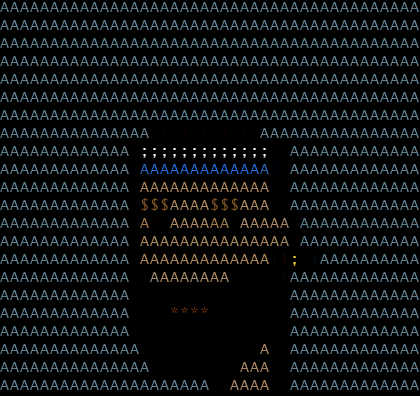 AAAAAAAAAAAAAAAAAAAAAAAAAAAAAAAAAAAAAAAAAA
AAAAAAAAAAAAAAAAAAAAAAAAAAAAAAAAAAAAAAAAAA
AAAAAAAAAAAAAAAAAAAAAAAAAAAAAAAAAAAAAAAAAA
AAAAAAAAAAAAAAAAAAAAAAAAAAAAAAAAAAAAAAAAAA
AAAAAAAAAAAAAAAAAAAAAAAAAAAAAAAAAAAAAAAAAA
AAAAAAAAAAAAAAAAAAAAAAAAAAAAAAAAAAAAAAAAAA
AAAAAAAAAAAAAAAAAAAAAAAAAAAAAAAAAAAAAAAAAA
AAAAAAAAAAAAAAA           AAAAAAAAAAAAAAAA
AAAAAAAAAAAAA ;;;;;;;;;;;;;  AAAAAAAAAAAAA
AAAAAAAAAAAAA AAAAAAAAAAAAA  AAAAAAAAAAAAA
AAAAAAAAAAAAA AAAAAAAAAAAAA  AAAAAAAAAAAAA
AAAAAAAAAAAAA $$$AAAA$$$AAA  AAAAAAAAAAAAA
AAAAAAAAAAAAA A  AAAAAA AAAAA AAAAAAAAAAAA
AAAAAAAAAAAAA AAAAAAAAAAAAAAA AAAAAAAAAAAA
AAAAAAAAAAAAA AAAAAAAAAAAAA  ;  AAAAAAAAAA
AAAAAAAAAAAAA  AAAAAAAA      AAAAAAAAAAAAA
AAAAAAAAAAAAA                AAAAAAAAAAAAA
AAAAAAAAAAAAA    ☆☆☆☆        AAAAAAAAAAAAA
AAAAAAAAAAAAA                AAAAAAAAAAAAA
AAAAAAAAAAAAAA            A  AAAAAAAAAAAAA
AAAAAAAAAAAAAAA         AAA  AAAAAAAAAAAAA
AAAAAAAAAAAAAAAAAAAAA  AAAA  AAAAAAAAAAAAA